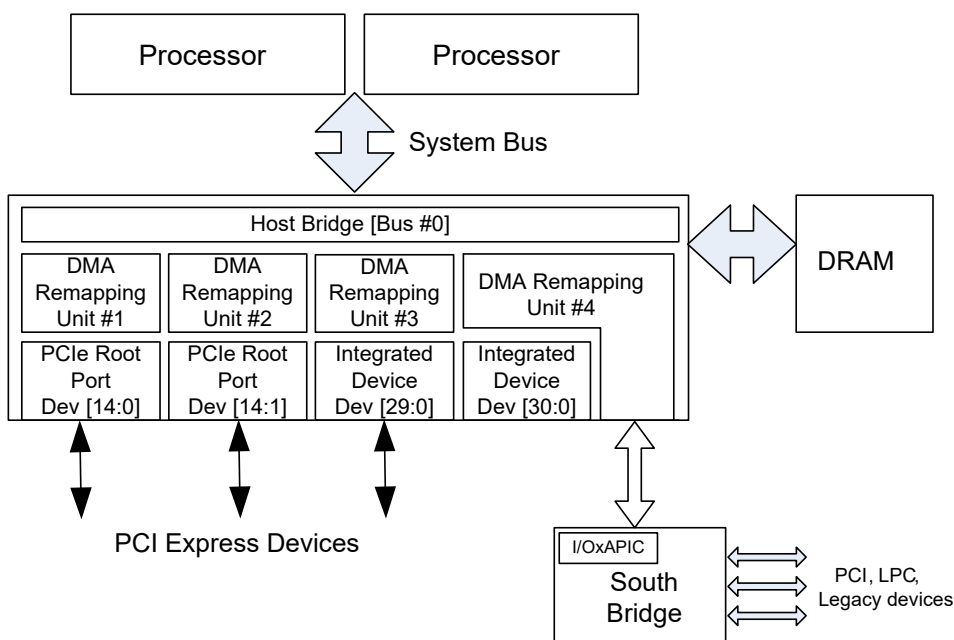 Processor
Processor
System Bus
Host Bridge [Bus #0]
DMA
Remapping
Unit #1
DMA
Remapping
Unit #2
DMA
Remapping
Unit #3
DMA Remapping
Unit #4
DRAM
PCIe Root
Port
Dev [14:0]
PCIe Root
Port
Dev [14:1]
Integrated
Device
Dev [29:0]
Integrated
Device
Dev [30:0]
PCI Express Devices
I/OxAPIC
South
Bridge
PCI, LPC,
Legacy devices